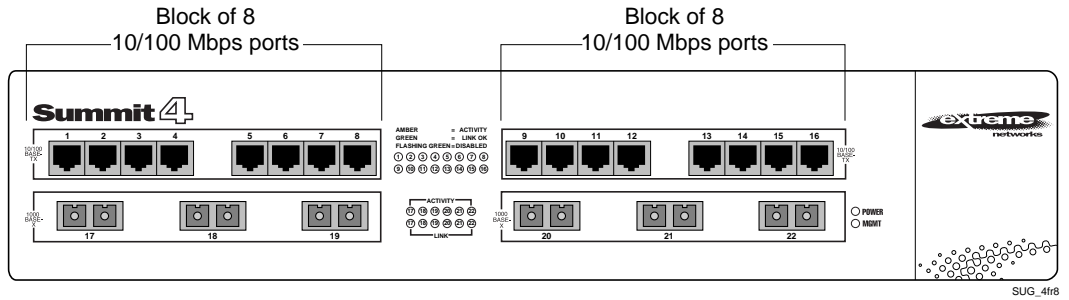 Block of 8
10/100 Mbps ports
Block of 8
10/100 Mbps ports
Summit 4
extreme
networks
1 2 3 4 5 6 7 8
10/100
BASE-
TX
AMBER = ACTIVITY
GREEN = LINK OK
FLASHING GREEN = DISABLED
1 2 3 4 5 6 7 8
9 10 11 12 13 14 15 16
9 10 11 12 13 14 15 16
10/100
BASE-
TX
1000
BASE-
X
17 18 19
ACTIVITY
17 18 19 20 21 22
17 18 19 20 21 22
LINK
1000
BASE-
X
20 21 22
POWER
MGMT
SUG_4fr8